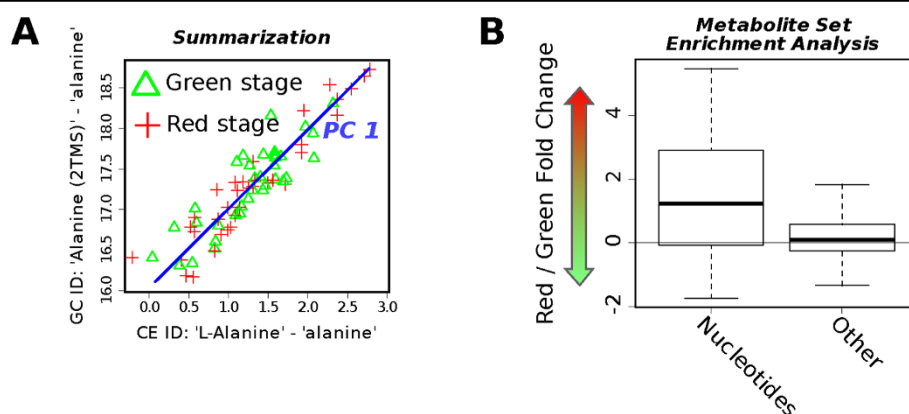 A
Summarization
GC ID: 'Alanine (2TMS)' - 'alanine'
18.5
18.0
17.5
17.0
16.5
16.0
Green stage
Red stage
PC 1
0.0 0.5 1.0 1.5 2.0 2.5 3.0
CE ID: 'L-Alanine' - 'alanine'
B
Metabolite Set
Enrichment Analysis
Red / Green Fold Change
4
2
0
-2
Nucleotides
Other